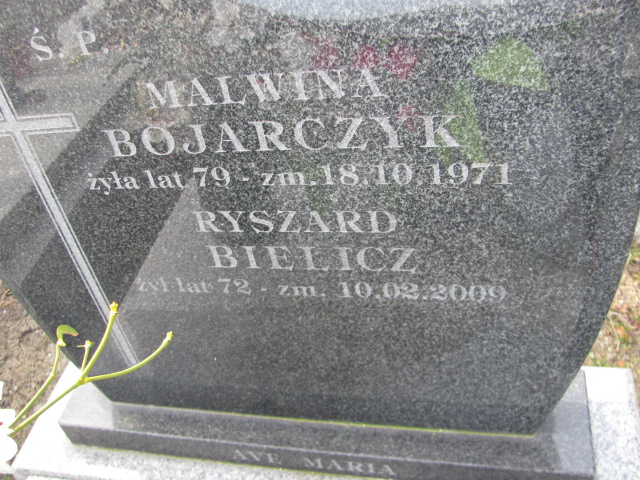 Ś. P
MALWINA
BOJARCZYK
żyła lat 79 - zm. 18.10.1971
RYSZARD
BIELICZ
żył lat 72 - zm. 10.02.2009
AVE MARIA